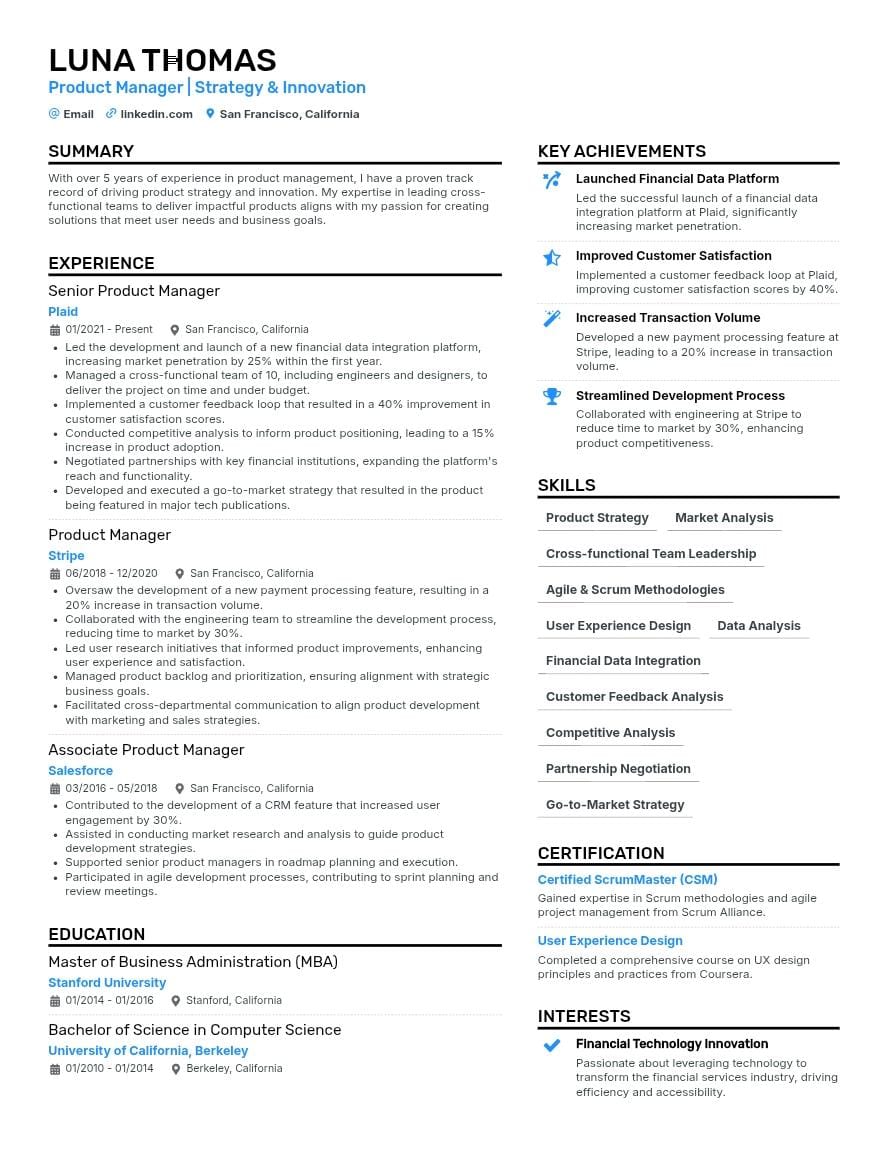 LUNA THOMAS
Product Manager | Strategy & Innovation
Email linkedin.com San Francisco, California
SUMMARY
With over 5 years of experience in product management, I have a proven track
record of driving product strategy and innovation. My expertise in leading cross-
functional teams to deliver impactful products aligns with my passion for creating
solutions that meet user needs and business goals.
EXPERIENCE
Senior Product Manager
Plaid
01/2021 - Present San Francisco, California
• Led the development and launch of a new financial data integration platform,
increasing market penetration by 25% within the first year.
• Managed a cross-functional team of 10, including engineers and designers, to
deliver the project on time and under budget.
• Implemented a customer feedback loop that resulted in a 40% improvement in
customer satisfaction scores.
• Conducted competitive analysis to inform product positioning, leading to a 15%
increase in product adoption.
• Negotiated partnerships with key financial institutions, expanding the platform's
reach and functionality.
• Developed and executed a go-to-market strategy that resulted in the product
being featured in major tech publications.
Product Manager
Stripe
06/2018 - 12/2020 San Francisco, California
• Oversaw the development of a new payment processing feature, resulting in a
20% increase in transaction volume.
• Collaborated with the engineering team to streamline the development process,
reducing time to market by 30%.
• Led user research initiatives that informed product improvements, enhancing
user experience and satisfaction.
• Managed product backlog and prioritization, ensuring alignment with strategic
business goals.
• Facilitated cross-departmental communication to align product development
with marketing and sales strategies.
Associate Product Manager
Salesforce
03/2016 - 05/2018 San Francisco, California
• Contributed to the development of a CRM feature that increased user
engagement by 30%.
• Assisted in conducting market research and analysis to guide product
development strategies.
• Supported senior product managers in roadmap planning and execution.
• Participated in agile development processes, contributing to sprint planning and
review meetings.
EDUCATION
Master of Business Administration (MBA)
Stanford University
01/2014 - 01/2016 Stanford, California
Bachelor of Science in Computer Science
University of California, Berkeley
01/2010 - 01/2014 Berkeley, California
KEY ACHIEVEMENTS
Launched Financial Data Platform
Led the successful launch of a financial data
integration platform at Plaid, significantly
increasing market penetration.
Improved Customer Satisfaction
Implemented a customer feedback loop at Plaid,
improving customer satisfaction scores by 40%.
Increased Transaction Volume
Developed a new payment processing feature at
Stripe, leading to a 20% increase in transaction
volume.
Streamlined Development Process
Collaborated with engineering at Stripe to
reduce time to market by 30%, enhancing
product competitiveness.
SKILLS
Product Strategy Market Analysis
Cross-functional Team Leadership
Agile & Scrum Methodologies
User Experience Design Data Analysis
Financial Data Integration
Customer Feedback Analysis
Competitive Analysis
Partnership Negotiation
Go-to-Market Strategy
CERTIFICATION
Certified ScrumMaster (CSM)
Gained expertise in Scrum methodologies and agile
project management from Scrum Alliance.
User Experience Design
Completed a comprehensive course on UX design
principles and practices from Coursera.
INTERESTS
Financial Technology Innovation
Passionate about leveraging technology to
transform the financial services industry, driving
efficiency and accessibility.